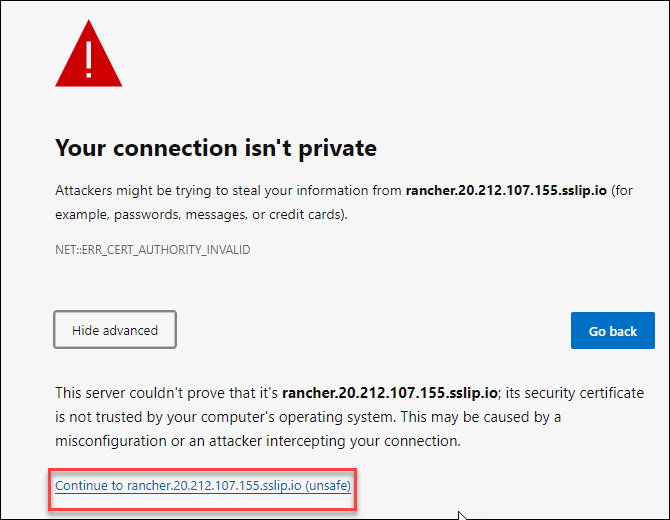 Your connection isn't private
Attackers might be trying to steal your information from rancher.20.212.107.155.sslip.io (for
example, passwords, messages, or credit cards).
NET::ERR_CERT_AUTHORITY_INVALID
Hide advanced
Go back
This server couldn't prove that it's rancher.20.212.107.155.sslip.io; its security certificate
is not trusted by your computer's operating system. This may be caused by a
misconfiguration or an attacker intercepting your connection.
Continue to rancher.20.212.107.155.sslip.io (unsafe)